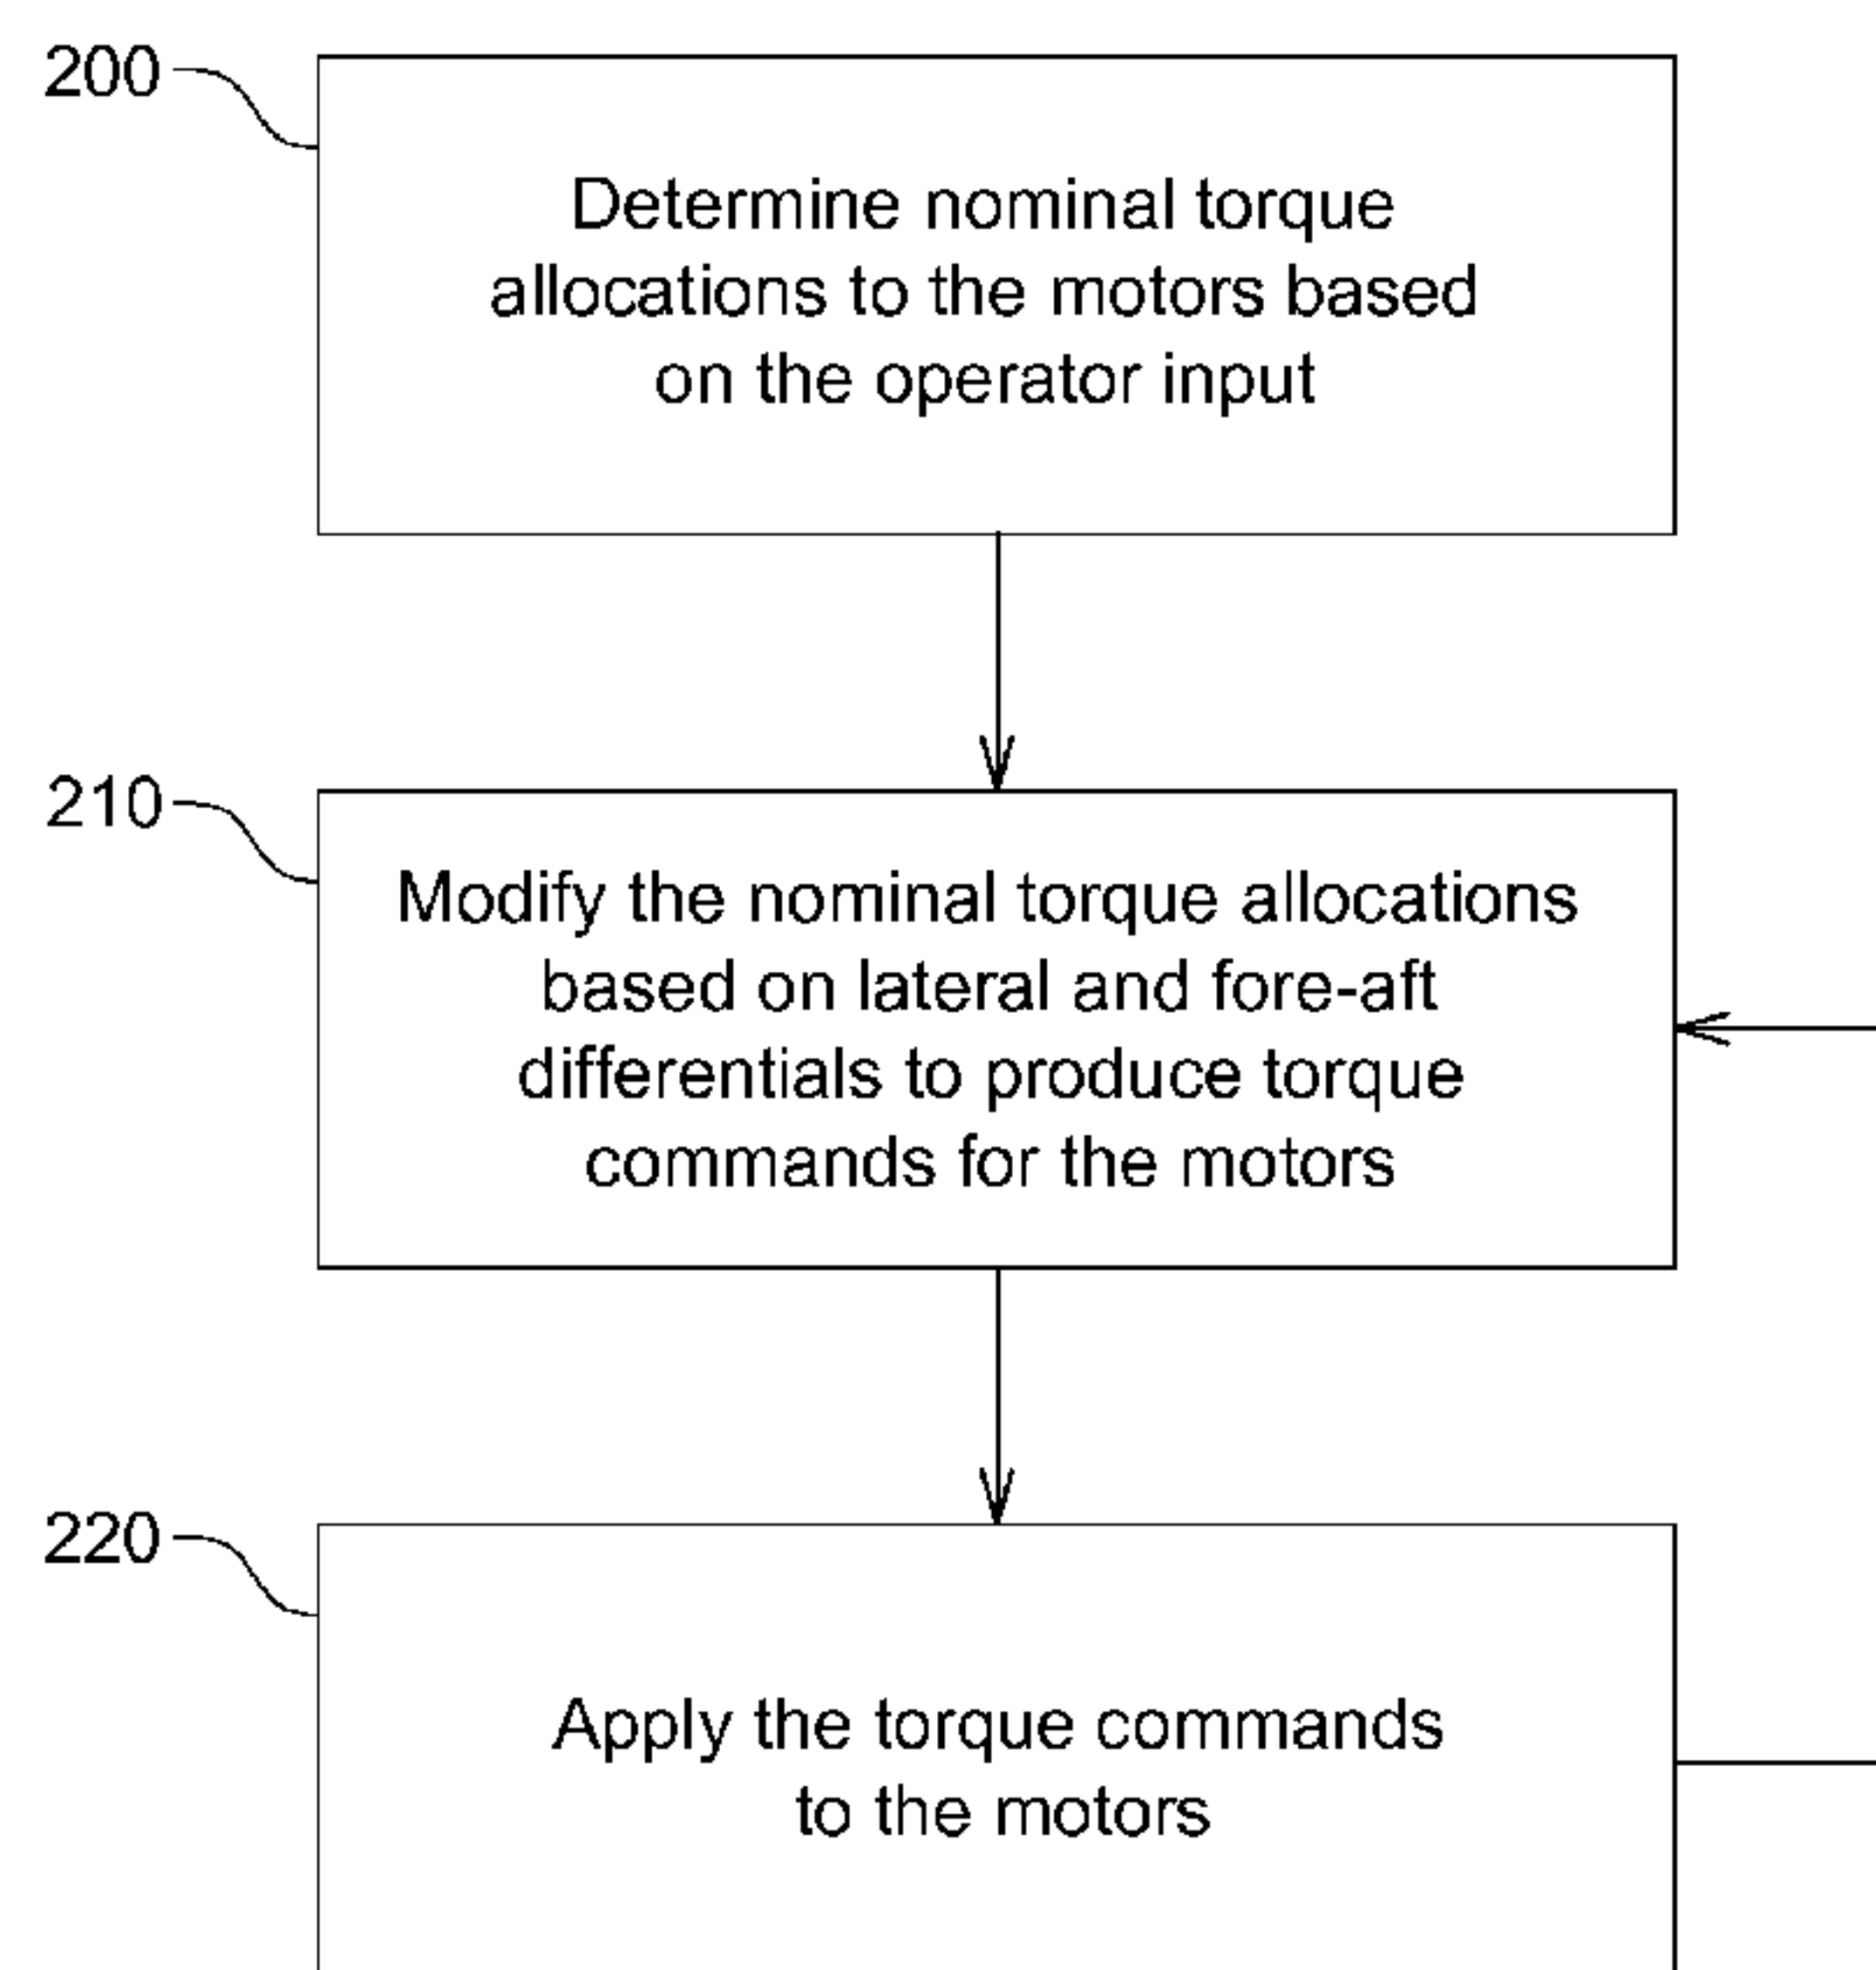 200
Determine nominal torque
allocations to the motors based
on the operator input
210
Modify the nominal torque allocations
based on lateral and fore-aft
differentials to produce torque
commands for the motors
220
Apply the torque commands
to the motors